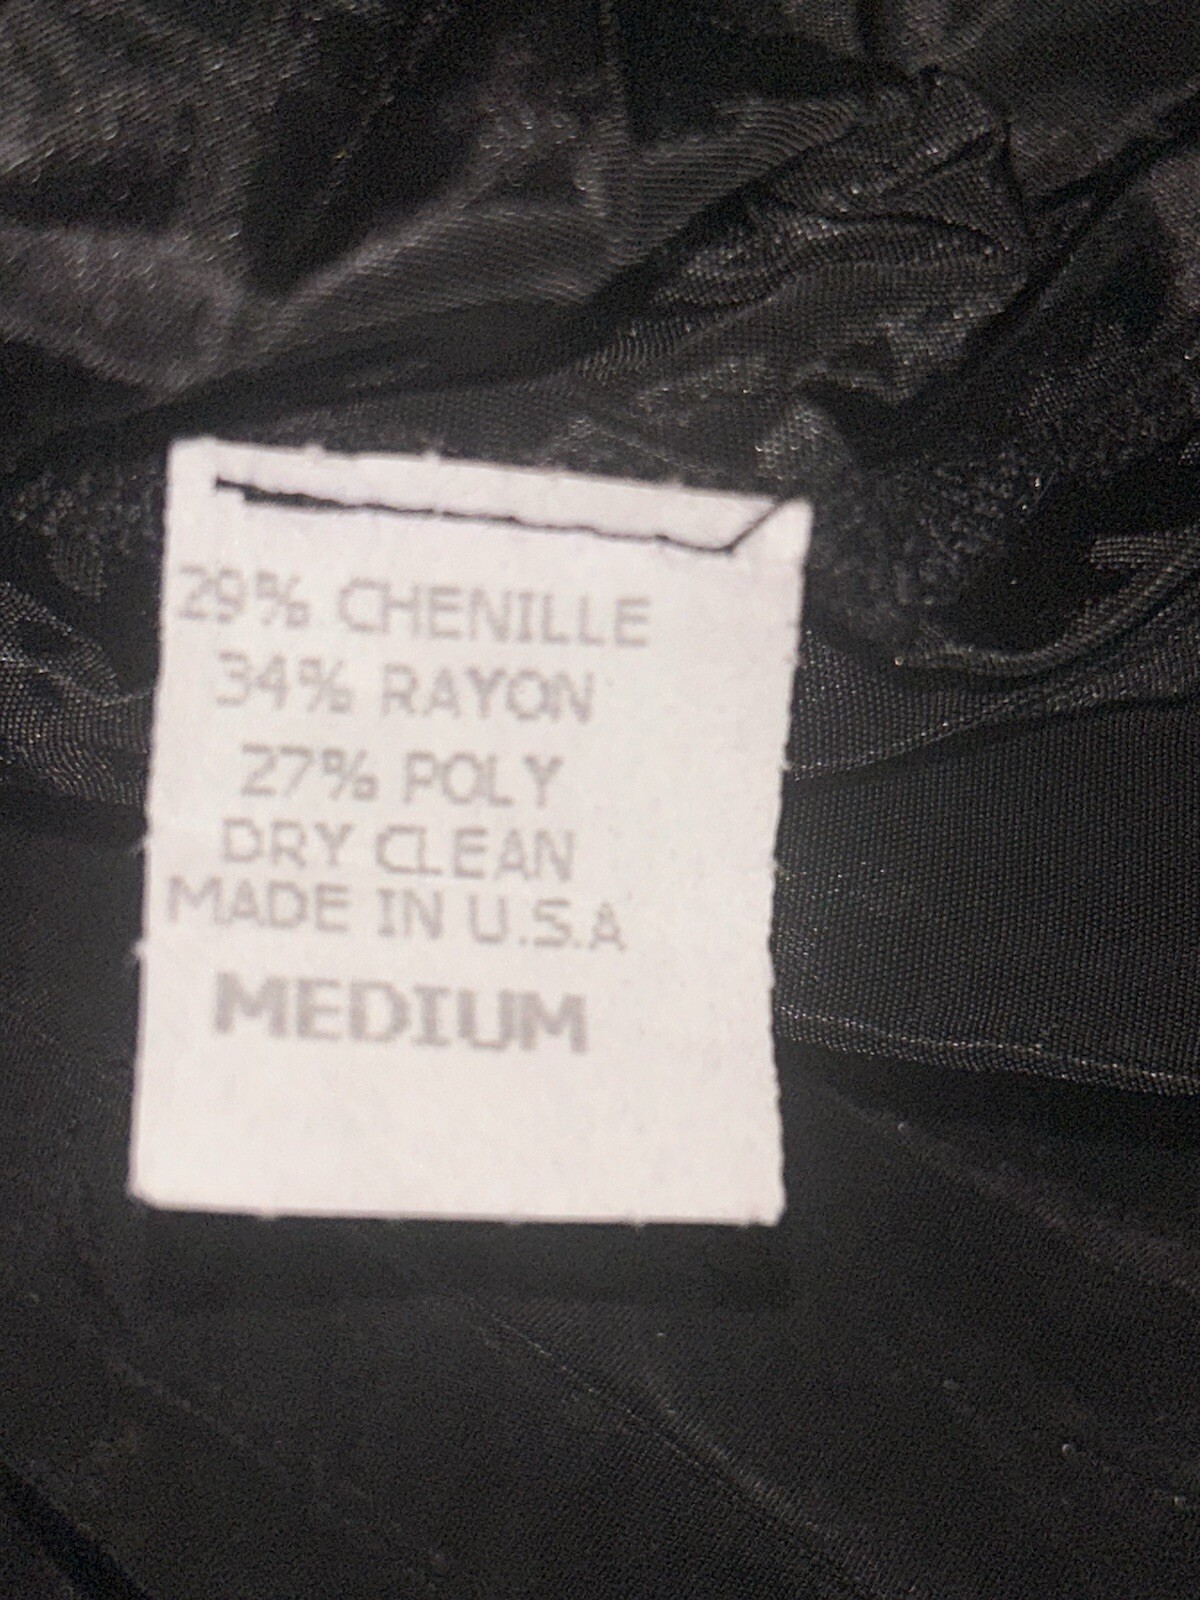 29% CHENILLE
34% RAYON
27% POLY
DRY CLEAN
MADE IN U.S.A
MEDIUM